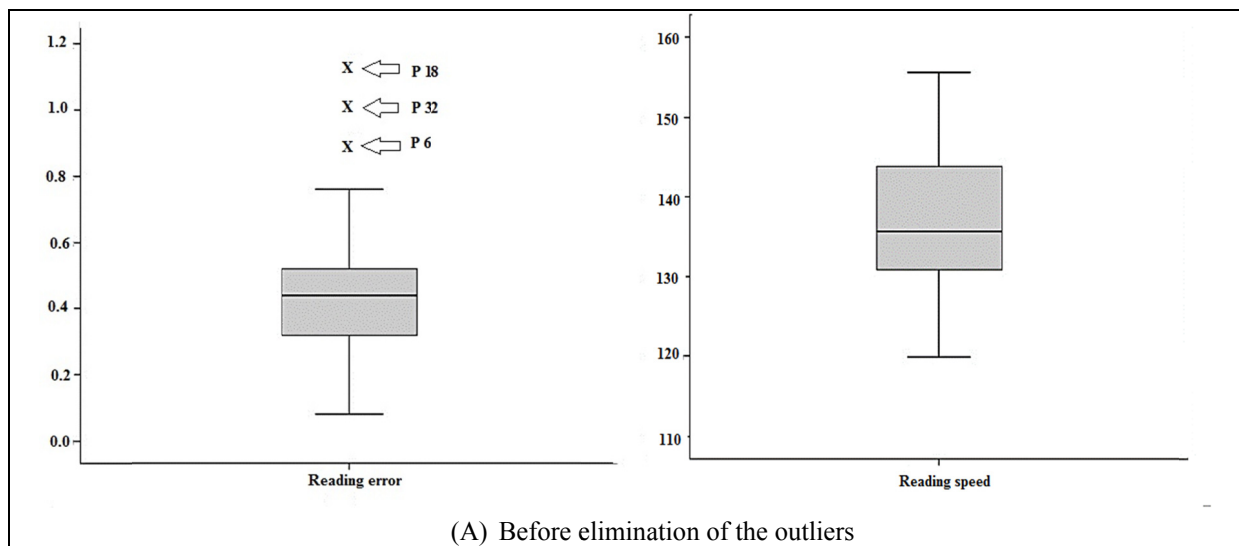 1.2
1.0
0.8
0.6
0.4
0.2
0.0
X P 18
X P 32
X P 6
Reading error
160
150
140
130
120
110
Reading speed
(A) Before elimination of the outliers